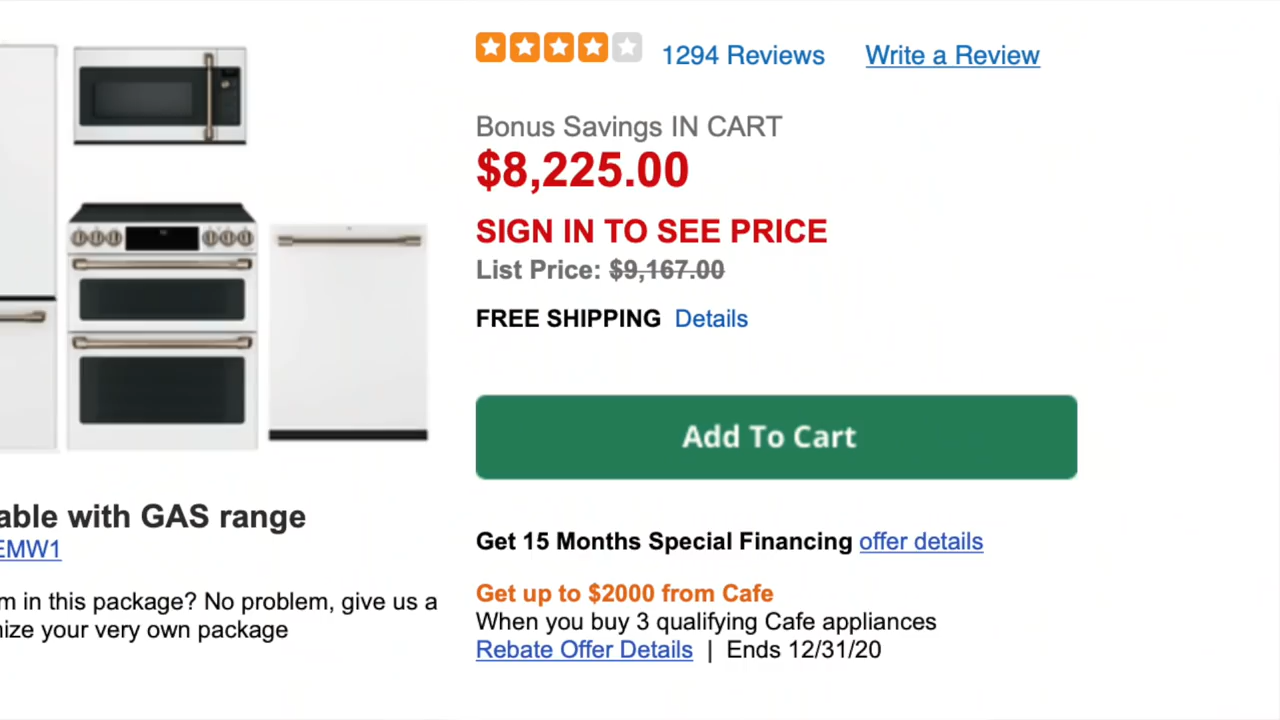 1294 Reviews Write a Review
Bonus Savings IN CART
$8,225.00
SIGN IN TO SEE PRICE
List Price: $9,167.00
FREE SHIPPING Details
Add To Cart
able with GAS range
EMW1
m in this package? No problem, give us a
nize your very own package
Get 15 Months Special Financing offer details
Get up to $2000 from Cafe
When you buy 3 qualifying Cafe appliances
Rebate Offer Details | Ends 12/31/20